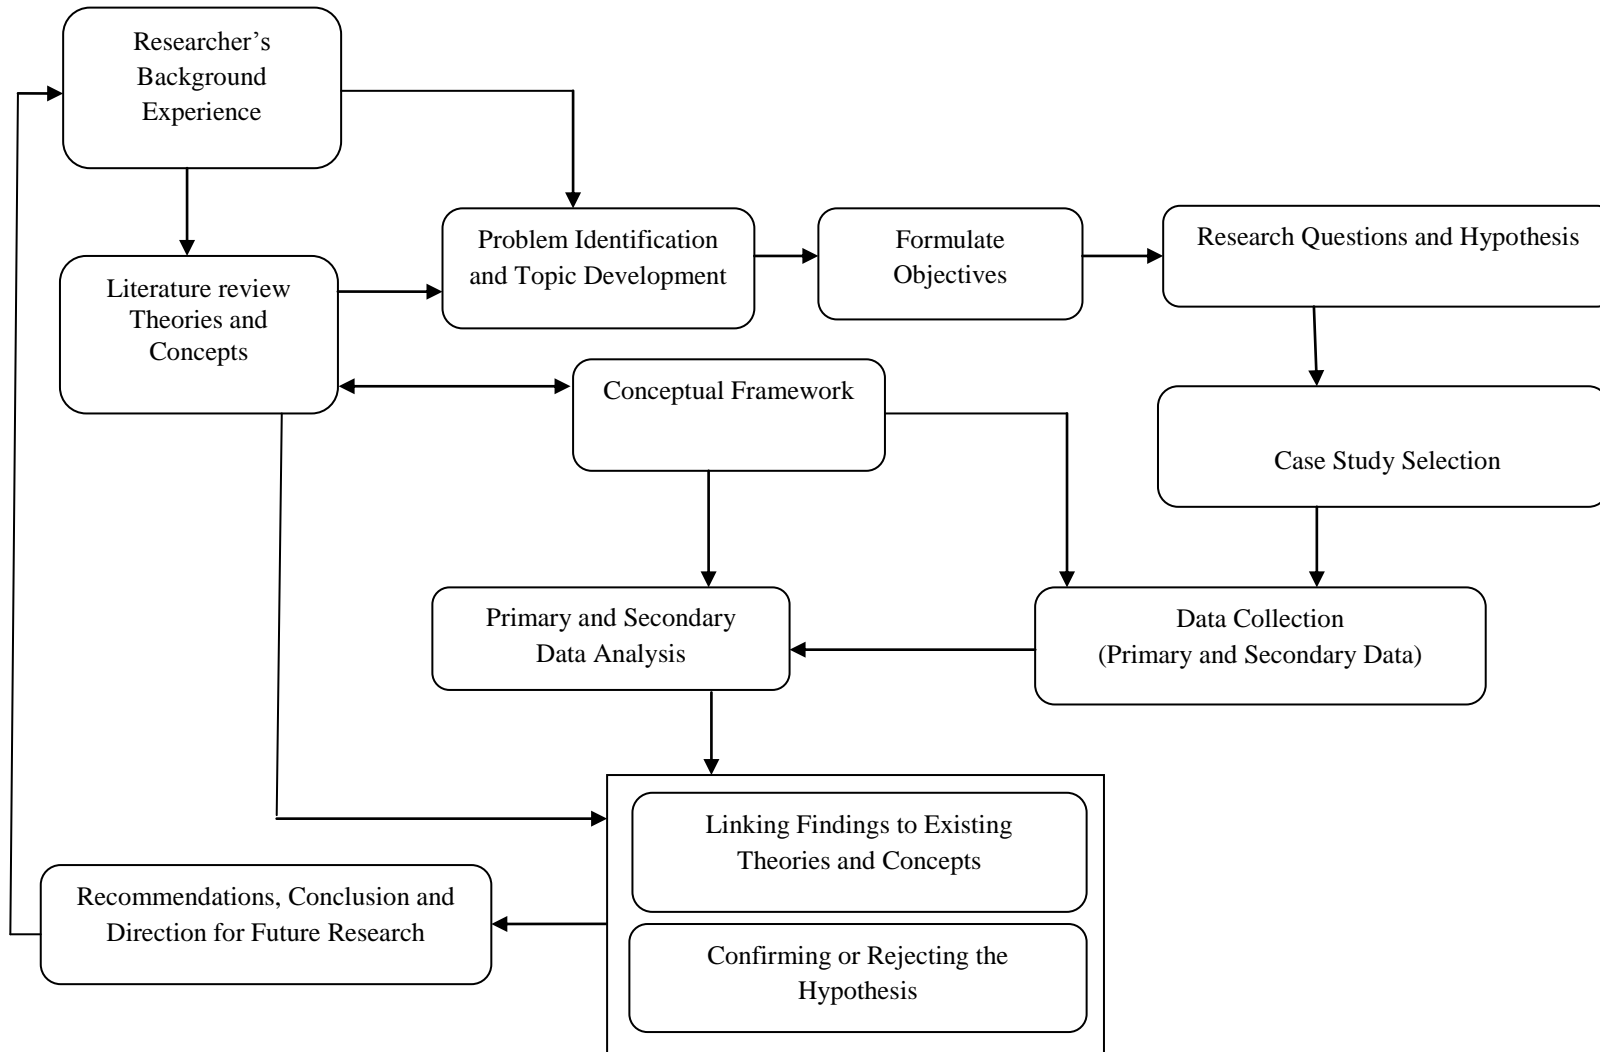 Researcher’s
Background
Experience
Problem Identification
and Topic Development
Formulate
Objectives
Research Questions and Hypothesis
Literature review
Theories and
Concepts
Conceptual Framework
Case Study Selection
Primary and Secondary
Data Analysis
Data Collection
(Primary and Secondary Data)
Linking Findings to Existing
Theories and Concepts
Recommendations, Conclusion and
Direction for Future Research
Confirming or Rejecting the
Hypothesis